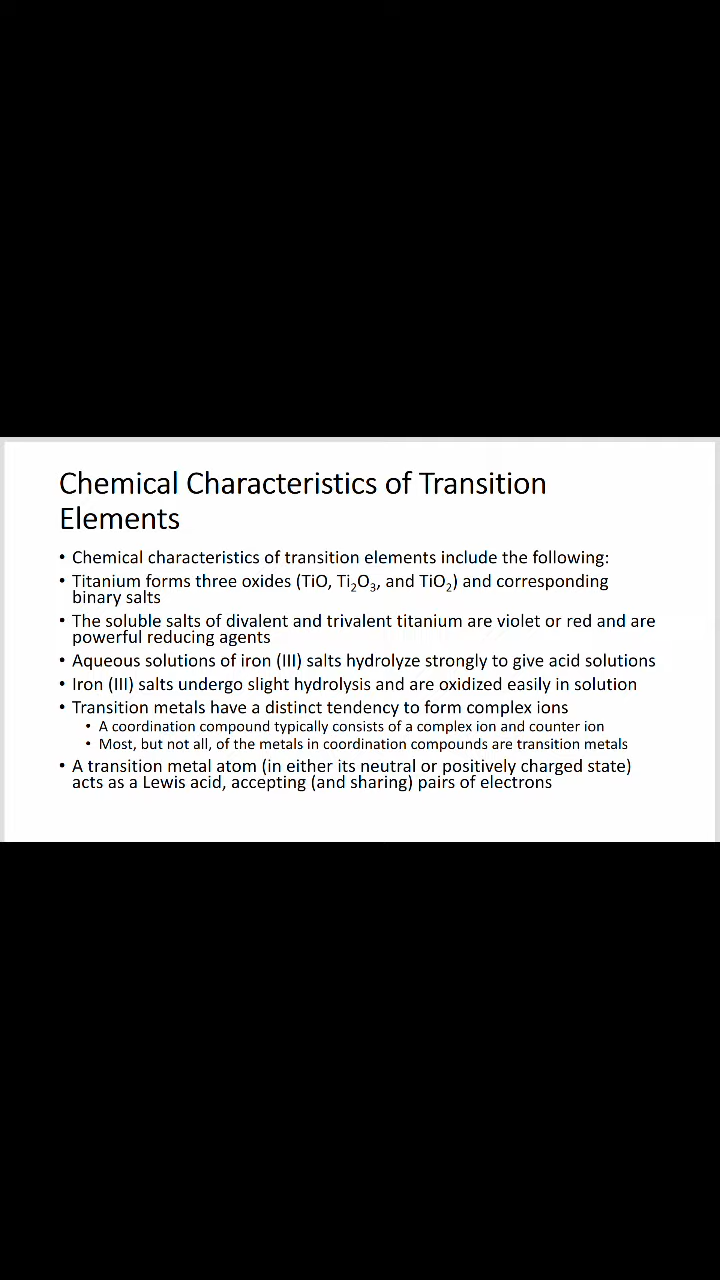 Chemical Characteristics of Transition
Elements
• Chemical characteristics of transition elements include the following:
• Titanium forms three oxides (TiO, Ti₂O₃, and TiO₂) and corresponding
binary salts
• The soluble salts of divalent and trivalent titanium are violet or red and are
powerful reducing agents
• Aqueous solutions of iron (III) salts hydrolyze strongly to give acid solutions
• Iron (III) salts undergo slight hydrolysis and are oxidized easily in solution
• Transition metals have a distinct tendency to form complex ions
• A coordination compound typically consists of a complex ion and counter ion
• Most, but not all, of the metals in coordination compounds are transition metals
• A transition metal atom (in either its neutral or positively charged state)
acts as a Lewis acid, accepting (and sharing) pairs of electrons